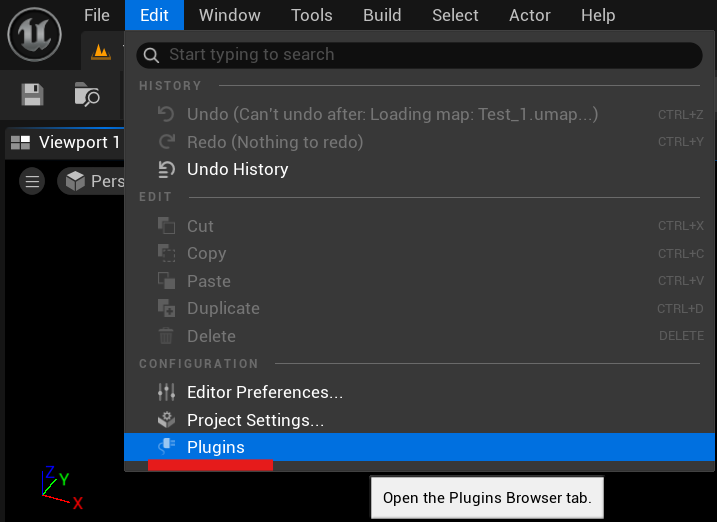 File Edit Window Tools Build Select Actor Help
Start typing to search
HISTORY
Undo (Can't undo after: Loading map: Test_1.umap...) CTRL+Z
Redo (Nothing to redo) CTRL+Y
Viewport 1
Undo History
Pers
EDIT
Cut CTRL+X
Copy CTRL+C
Paste CTRL+V
Duplicate CTRL+D
Delete DELETE
CONFIGURATION
Editor Preferences...
Project Settings...
Plugins
Z
Y
X
Open the Plugins Browser tab.